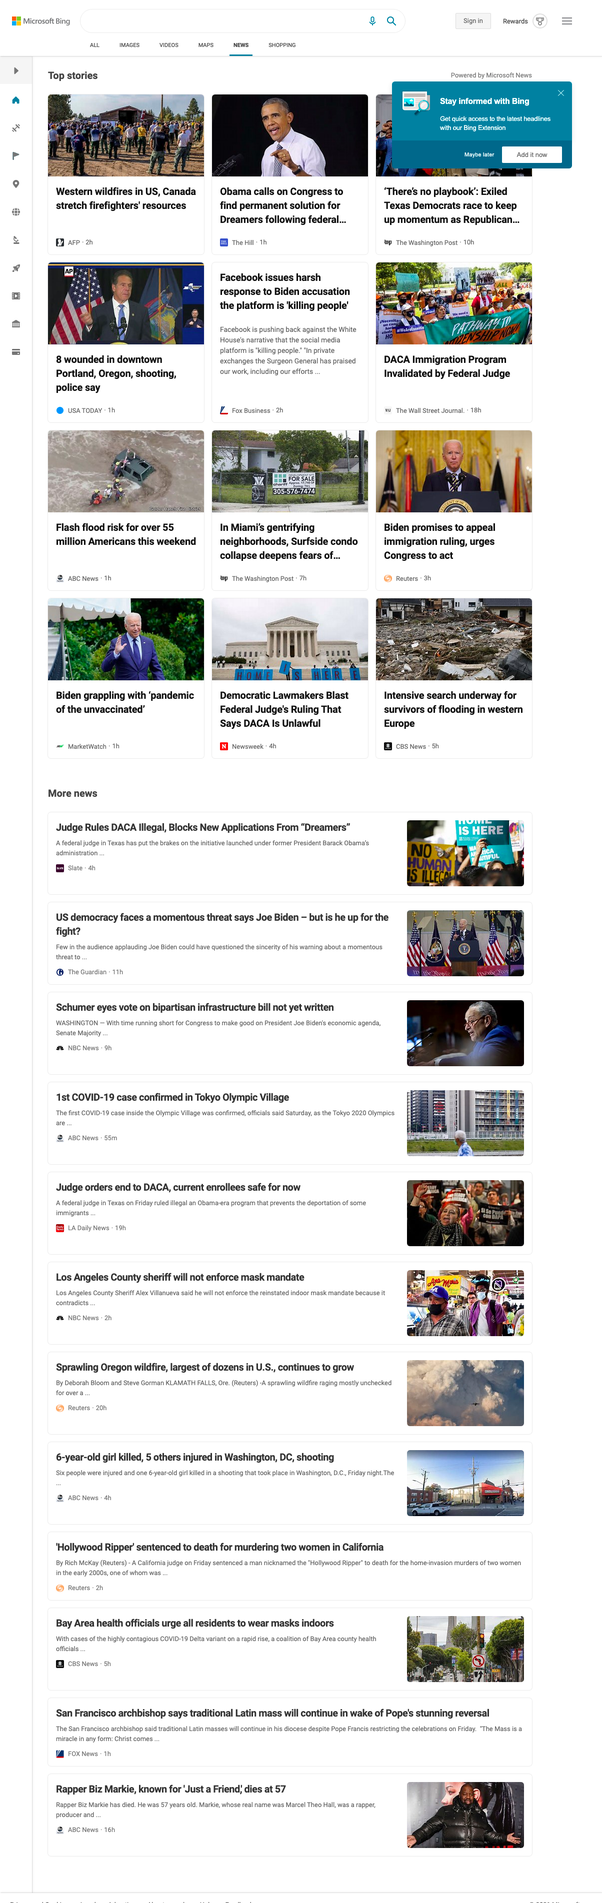 Microsoft Bing
Sign in
Rewards
ALL
IMAGES
VIDEOS
MAPS
NEWS
SHOPPING
Top stories
Powered by Microsoft News
Stay informed with Bing
Get quick access to the latest headlines
with our Bing Extension
Maybe later
Add it now
Western wildfires in US, Canada
stretch firefighters' resources
AFP · 2h
Obama calls on Congress to
find permanent solution for
Dreamers following federal...
The Hill · 1h
'There's no playbook': Exiled
Texas Democrats race to keep
up momentum as Republican...
The Washington Post · 10h
AP
8 wounded in downtown
Portland, Oregon, shooting,
police say
USA TODAY · 1h
Facebook issues harsh
response to Biden accusation
the platform is 'killing people'
Facebook is pushing back against the White
House's narrative that the social media
platform is "killing people." "In private
exchanges the Surgeon General has praised
our work, including our efforts ...
Fox Business · 2h
PATHWAY TO
DACA Immigration Program
Invalidated by Federal Judge
The Wall Street Journal. · 18h
Flash flood risk for over 55
million Americans this weekend
ABC News · 1h
FOR SALE
305-576-7474
In Miami's gentrifying
neighborhoods, Surfside condo
collapse deepens fears of...
The Washington Post · 7h
Biden promises to appeal
immigration ruling, urges
Congress to act
Reuters · 3h
Biden grappling with 'pandemic
of the unvaccinated'
MarketWatch · 1h
HOME IS HERE
Democratic Lawmakers Blast
Federal Judge's Ruling That
Says DACA Is Unlawful
Newsweek · 4h
Intensive search underway for
survivors of flooding in western
Europe
CBS News · 5h
More news
Judge Rules DACA Illegal, Blocks New Applications From "Dreamers"
A federal judge in Texas has put the brakes on the initiative launched under former President Barack Obama's
administration ...
Slate · 4h
HOME
IS HERE
NO
HUMAN
IS ILLEGAL
US democracy faces a momentous threat says Joe Biden – but is he up for the
fight?
Few in the audience applauding Joe Biden could have questioned the sincerity of his warning about a momentous
threat to ...
The Guardian · 11h
Schumer eyes vote on bipartisan infrastructure bill not yet written
WASHINGTON — With time running short for Congress to make good on President Joe Biden's economic agenda,
Senate Majority ...
NBC News · 9h
1st COVID-19 case confirmed in Tokyo Olympic Village
The first COVID-19 case inside the Olympic Village was confirmed, officials said Saturday, as the Tokyo 2020 Olympics
are ...
ABC News · 55m
Judge orders end to DACA, current enrollees safe for now
A federal judge in Texas on Friday ruled illegal an Obama-era program that prevents the deportation of some
immigrants ...
LA Daily News · 19h
Los Angeles County sheriff will not enforce mask mandate
Los Angeles County Sheriff Alex Villanueva said he will not enforce the reinstated indoor mask mandate because it
contradicts ...
NBC News · 2h
Sprawling Oregon wildfire, largest of dozens in U.S., continues to grow
By Deborah Bloom and Steve Gorman KLAMATH FALLS, Ore. (Reuters) -A sprawling wildfire raging mostly unchecked
for over a ...
Reuters · 20h
6-year-old girl killed, 5 others injured in Washington, DC, shooting
Six people were injured and one 6-year-old girl killed in a shooting that took place in Washington, D.C., Friday night.The
...
ABC News · 4h
'Hollywood Ripper' sentenced to death for murdering two women in California
By Rich McKay (Reuters) - A California judge on Friday sentenced a man nicknamed the "Hollywood Ripper" to death for the home-invasion murders of two women
in the early 2000s, one of whom was ...
Reuters · 2h
Bay Area health officials urge all residents to wear masks indoors
With cases of the highly contagious COVID-19 Delta variant on a rapid rise, a coalition of Bay Area county health
officials ...
CBS News · 5h
San Francisco archbishop says traditional Latin mass will continue in wake of Pope's stunning reversal
The San Francisco archbishop said traditional Latin masses will continue in his diocese despite Pope Francis restricting the celebrations on Friday. "The Mass is a
miracle in any form: Christ comes ...
FOX News · 1h
Rapper Biz Markie, known for 'Just a Friend,' dies at 57
Rapper Biz Markie has died. He was 57 years old. Markie, whose real name was Marcel Theo Hall, was a rapper,
producer and ...
ABC News · 16h